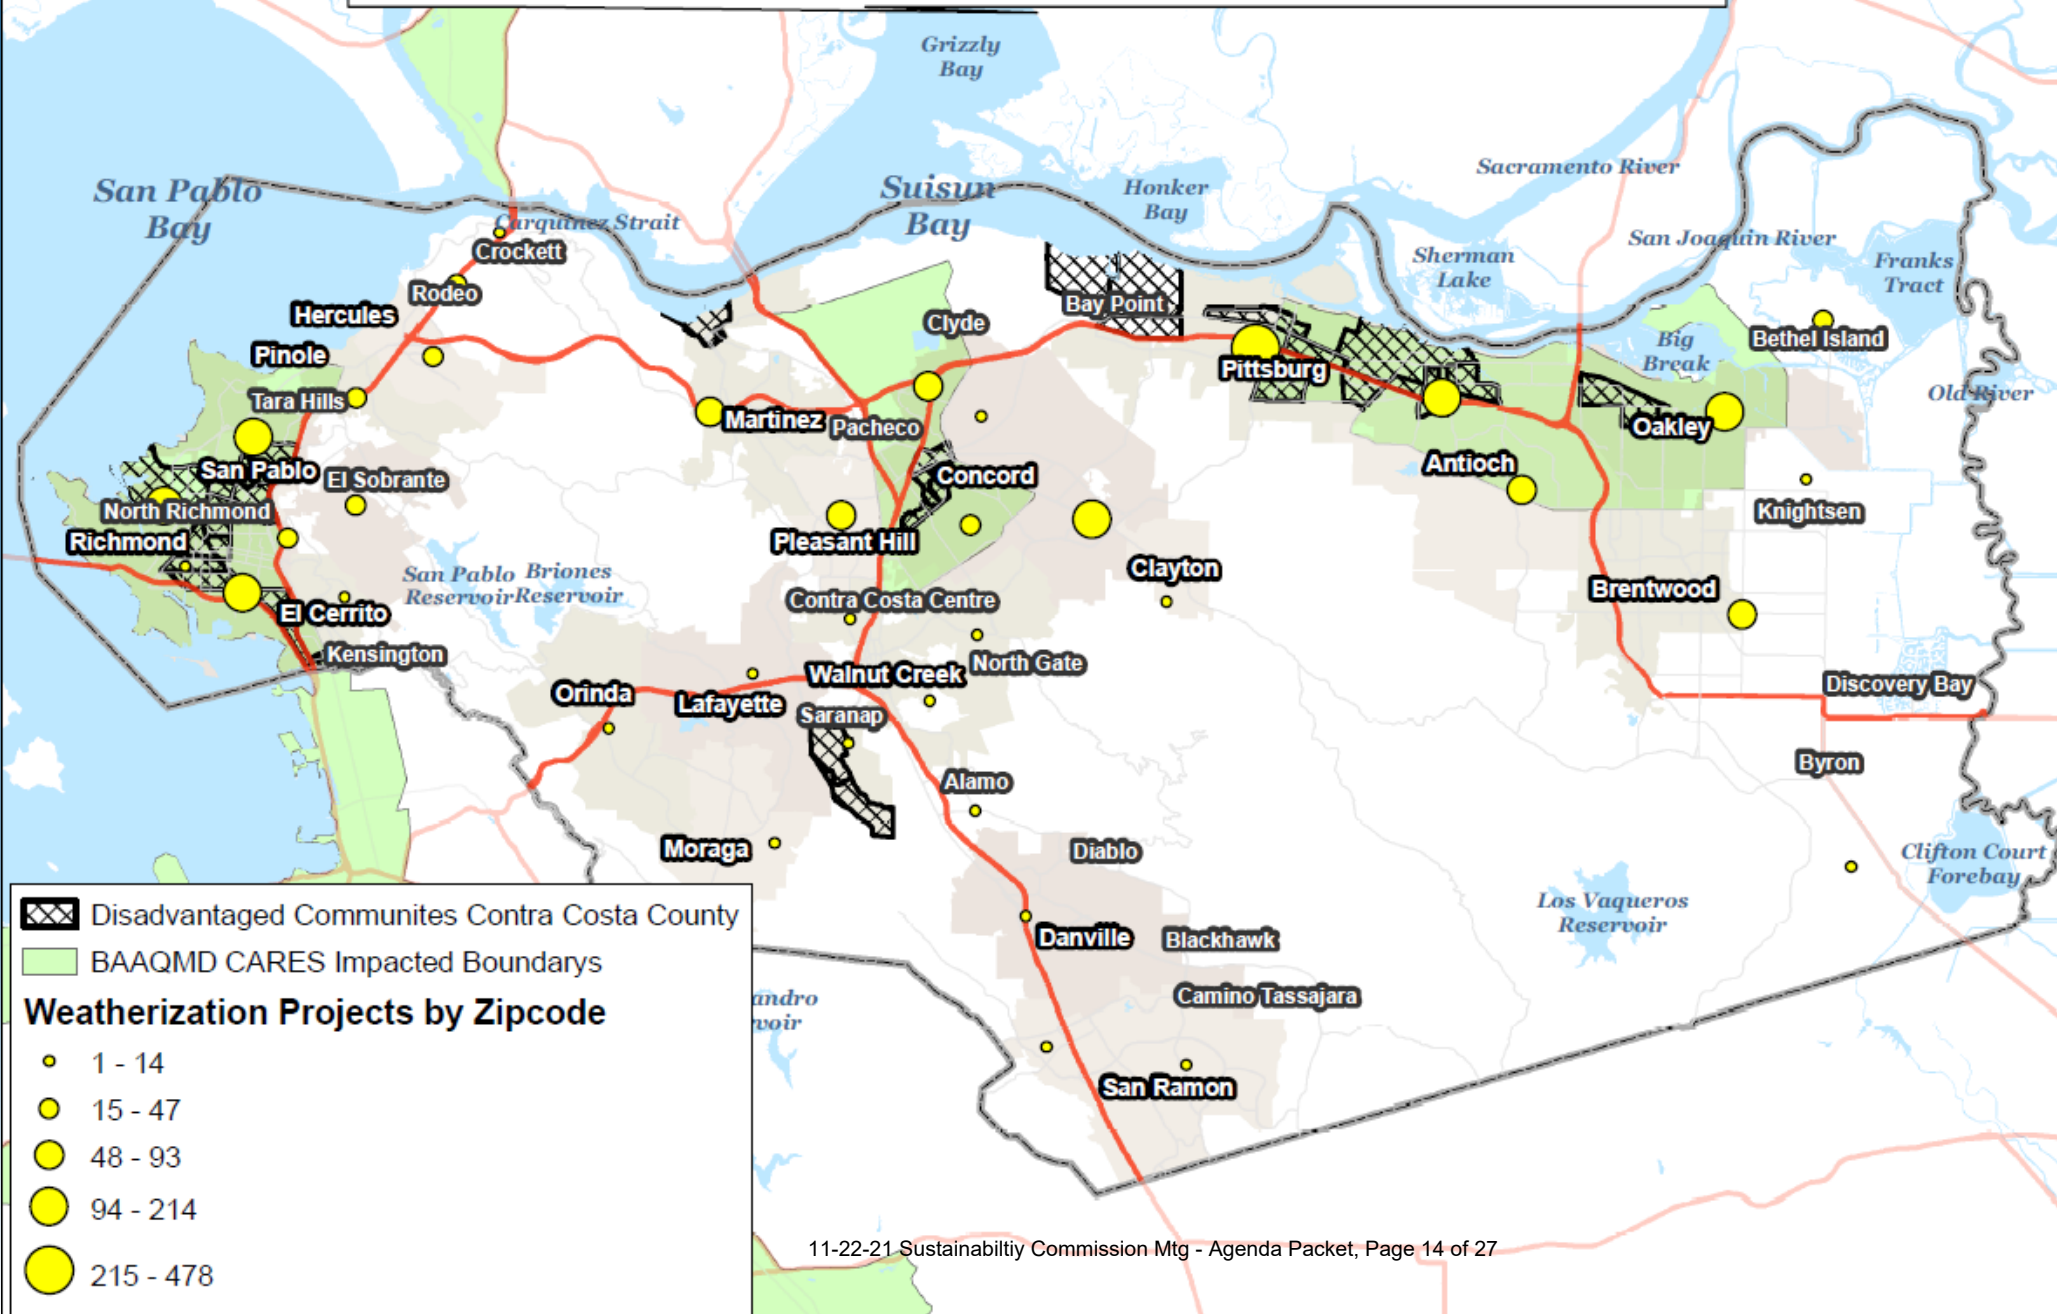 Grizzly
Bay
Sacramento River
San Pablo
Bay
Suisun
Bay
Honker
Bay
Carquinez Strait
Crockett
San Joaquin River
Sherman
Lake
Franks
Tract
Rodeo
Hercules
Bay Point
Clyde
Bethel Island
Big
Break
Pinole
Pittsburg
Tara Hills
Old River
Martinez
Pacheco
Oakley
San Pablo
El Sobrante
Concord
Antioch
North Richmond
Knightsen
Richmond
Pleasant Hill
Clayton
San Pablo
Reservoir
Briones
Reservoir
Brentwood
El Cerrito
Contra Costa Centre
Kensington
North Gate
Walnut Creek
Discovery Bay
Orinda
Lafayette
Saranap
Byron
Alamo
Moraga
Diablo
Clifton Court
Forebay
Los Vaqueros
Reservoir
Danville
Blackhawk
Camino Tassajara
andro
voir
San Ramon
Disadvantaged Communites Contra Costa County
BAAQMD CARES Impacted Boundarys
Weatherization Projects by Zipcode
1 - 14
15 - 47
48 - 93
94 - 214
215 - 478
11-22-21 Sustainabiltiy Commission Mtg - Agenda Packet, Page 14 of 27